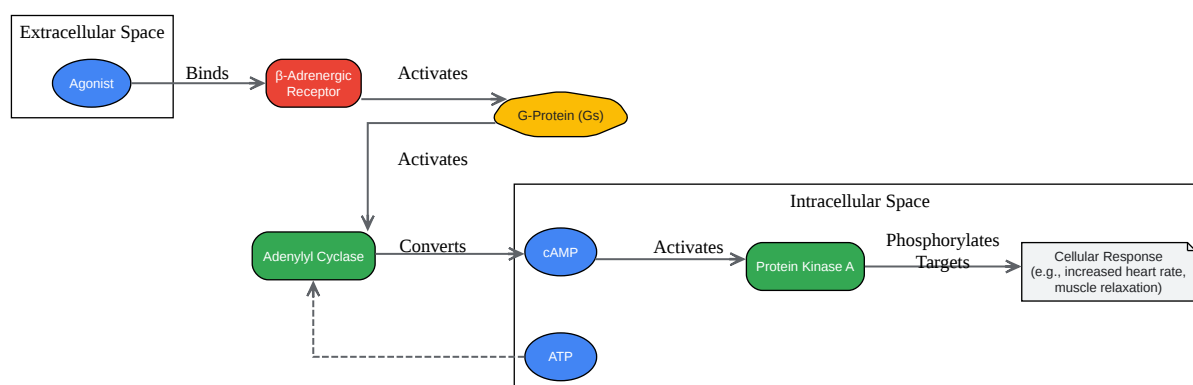 Extracellular Space
Agonist
Binds
β-Adrenergic
Receptor
Activates
G-Protein (Gs)
Activates
Intracellular Space
Adenylyl Cyclase
Converts
cAMP
Activates
Protein Kinase A
Phosphorylates
Targets
Cellular Response
(e.g., increased heart rate,
muscle relaxation)
ATP